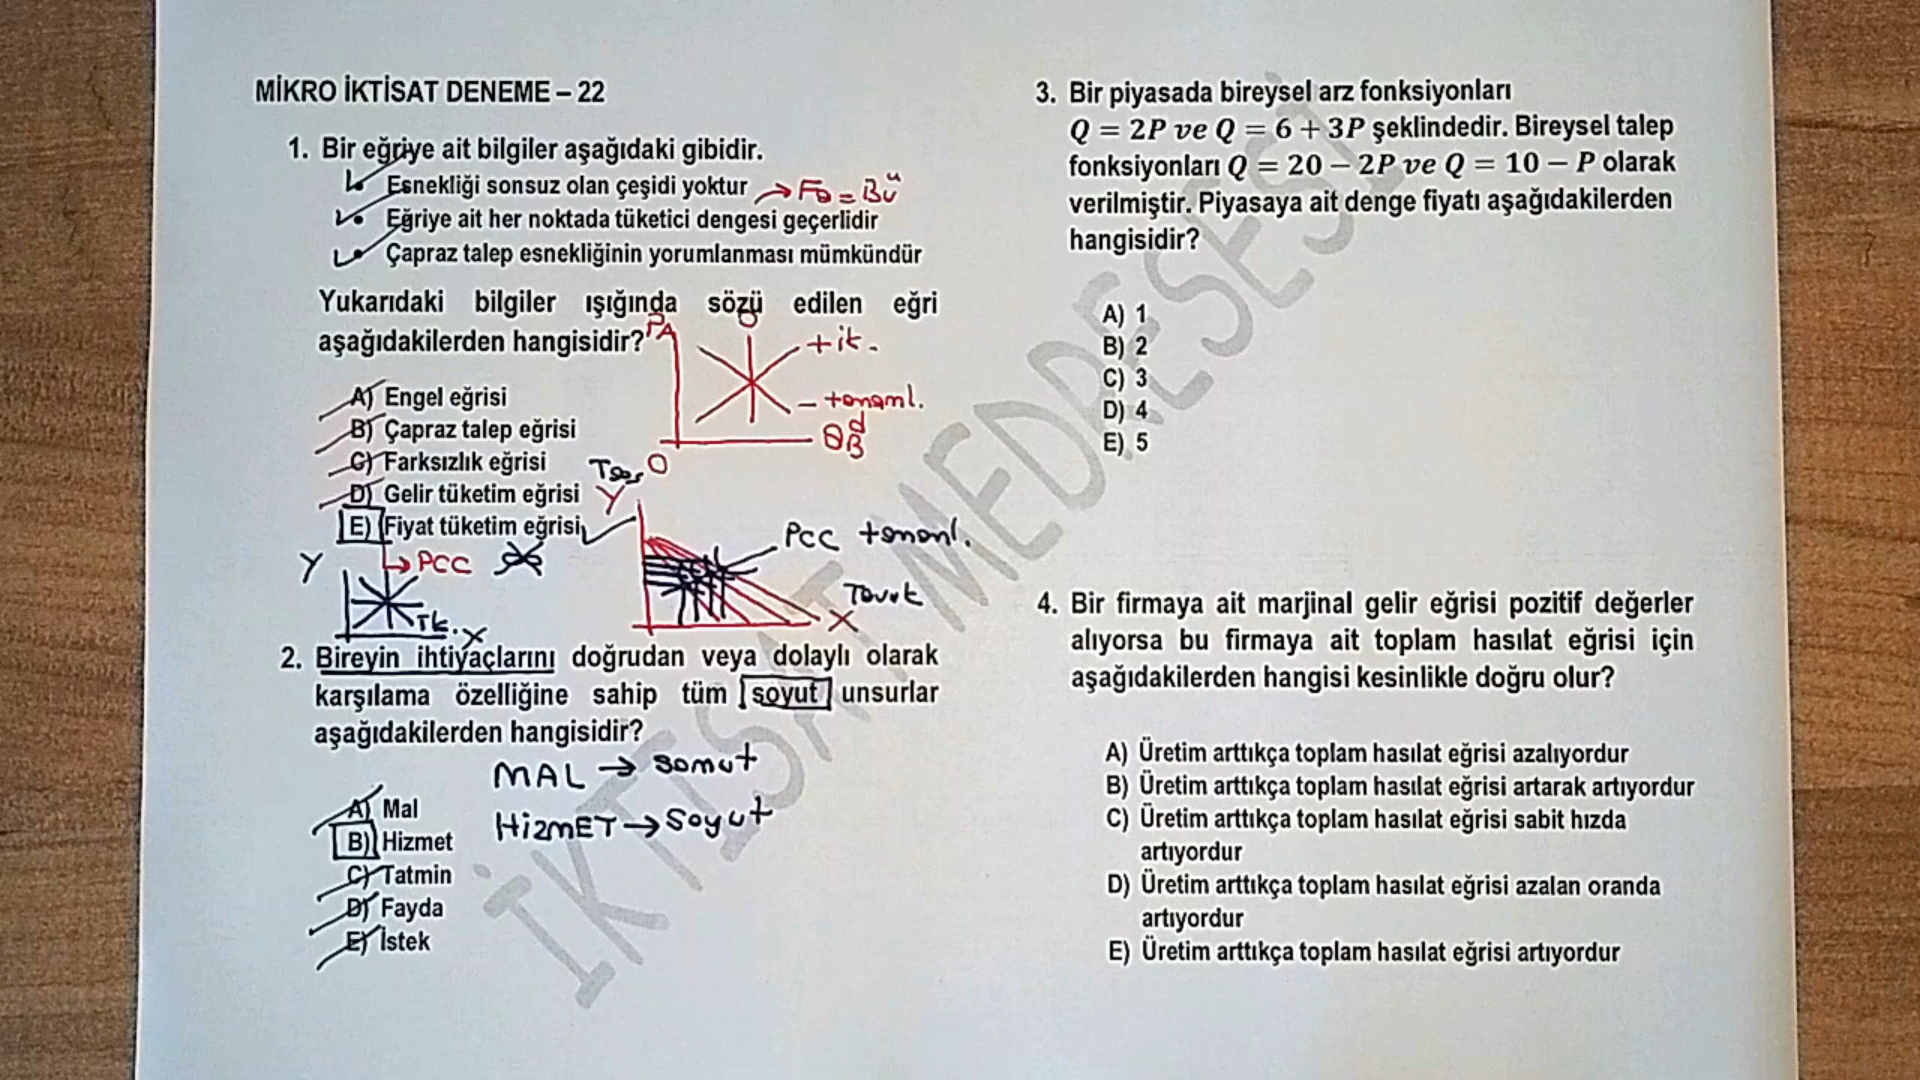 MİKRO İKTİSAT DENEME – 22
1. Bir eğriye ait bilgiler aşağıdaki gibidir.
Esnekliği sonsuz olan çeşidi yoktur
• Eğriye ait her noktada tüketici dengesi geçerlidir
• Çapraz talep esnekliğinin yorumlanması mümkündür
Yukarıdaki bilgiler ışığında sözü edilen eğri
aşağıdakilerden hangisidir?
PA
O
+ik.
- tamaml.
O
A) Engel eğrisi
B) Çapraz talep eğrisi
C) Farksızlık eğrisi
D) Gelir tüketim eğrisi
E) Fiyat tüketim eğrisi
Y
PCC tamaml.
X
Y
PCC
X
2. Bireyin ihtiyaçlarını doğrudan veya dolaylı olarak
karşılama özelliğine sahip tüm soyut unsurlar
aşağıdakilerden hangisidir?
MAL → somut
HiZMET → Soyut
A) Mal
B) Hizmet
C) Tatmin
D) Fayda
E) İstek
3. Bir piyasada bireysel arz fonksiyonları
Q = 2P ve Q = 6 + 3P şeklindedir. Bireysel talep
fonksiyonları Q = 20 − 2P ve Q = 10 − P olarak
verilmiştir. Piyasaya ait denge fiyatı aşağıdakilerden
hangisidir?
A) 1
B) 2
C) 3
D) 4
E) 5
4. Bir firmaya ait marjinal gelir eğrisi pozitif değerler
alıyorsa bu firmaya ait toplam hasılat eğrisi için
aşağıdakilerden hangisi kesinlikle doğru olur?
A) Üretim arttıkça toplam hasılat eğrisi azalıyordur
B) Üretim arttıkça toplam hasılat eğrisi artarak artıyordur
C) Üretim arttıkça toplam hasılat eğrisi sabit hızda
artıyordur
D) Üretim arttıkça toplam hasılat eğrisi azalan oranda
artıyordur
E) Üretim arttıkça toplam hasılat eğrisi artıyordur
İKTİSAT MEDRESESİ